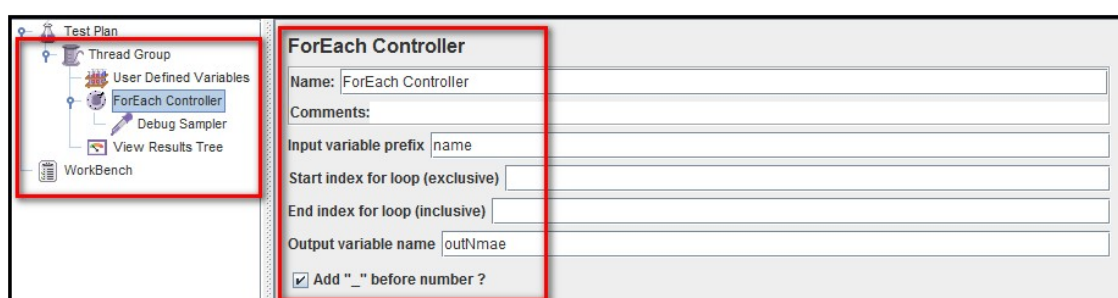 Test Plan
Thread Group
User Defined Variables
ForEach Controller
Debug Sampler
View Results Tree
WorkBench
ForEach Controller
Name: ForEach Controller
Comments:
Input variable prefix name
Start index for loop (exclusive)
End index for loop (inclusive)
Output variable name outNmae
Add "_" before number ?